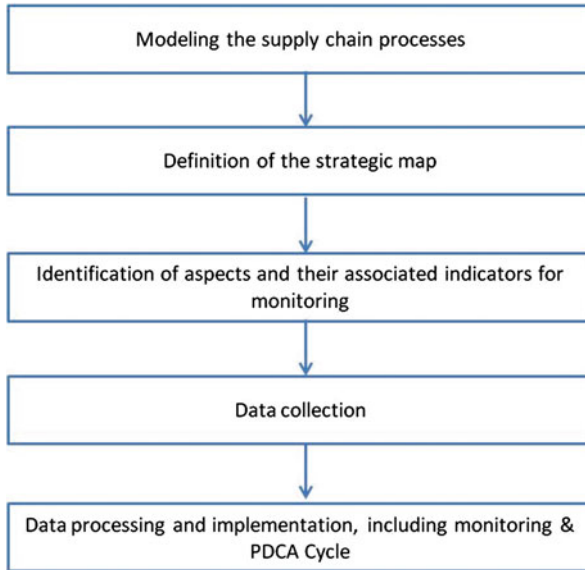 Modeling the supply chain processes
Definition of the strategic map
Identification of aspects and their associated indicators for
monitoring
Data collection
Data processing and implementation, including monitoring &
PDCA Cycle